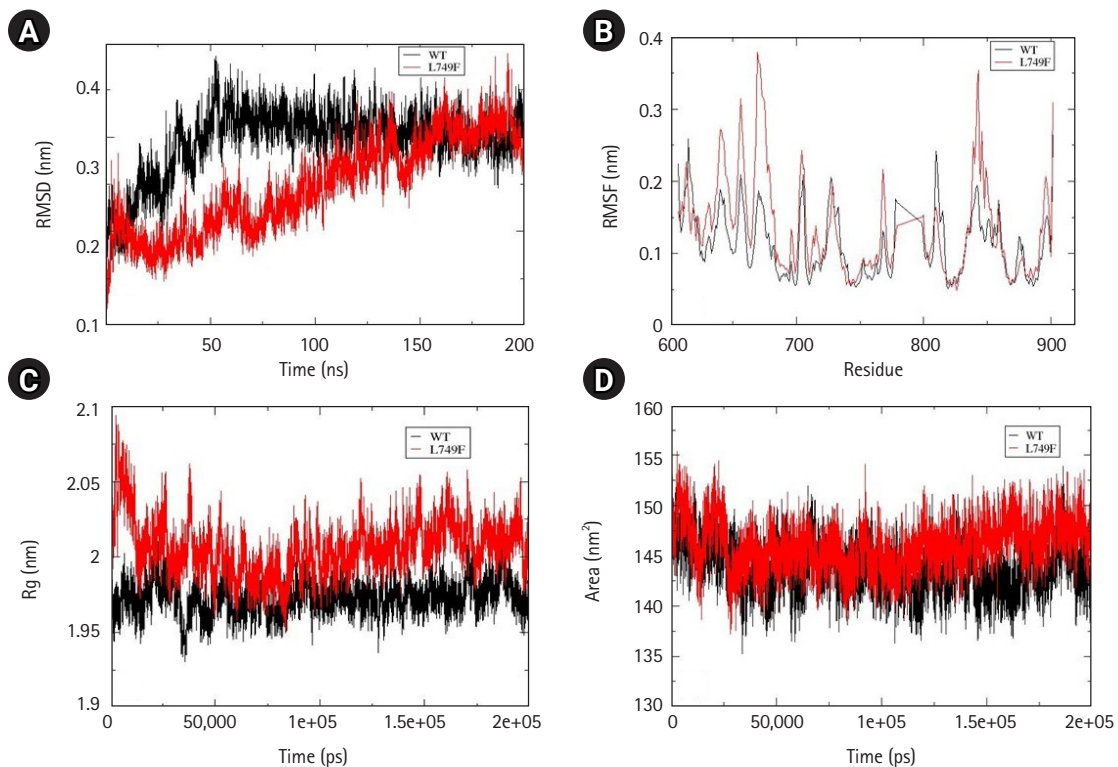 A
WT
L749F
0.4
0.3
0.2
0.1
RMSD (nm)
50
100
150
200
Time (ns)
B
WT
L749F
0.4
0.3
0.2
0.1
0
RMSF (nm)
600
700
800
900
Residue
C
WT
L749F
2.1
2.05
2
1.95
1.9
Rg (nm)
0
50,000
1e+05
1.5e+05
2e+05
Time (ps)
D
WT
L749F
160
155
150
145
140
135
130
Area (nm²)
0
50,000
1e+05
1.5e+05
2e+05
Time (ps)